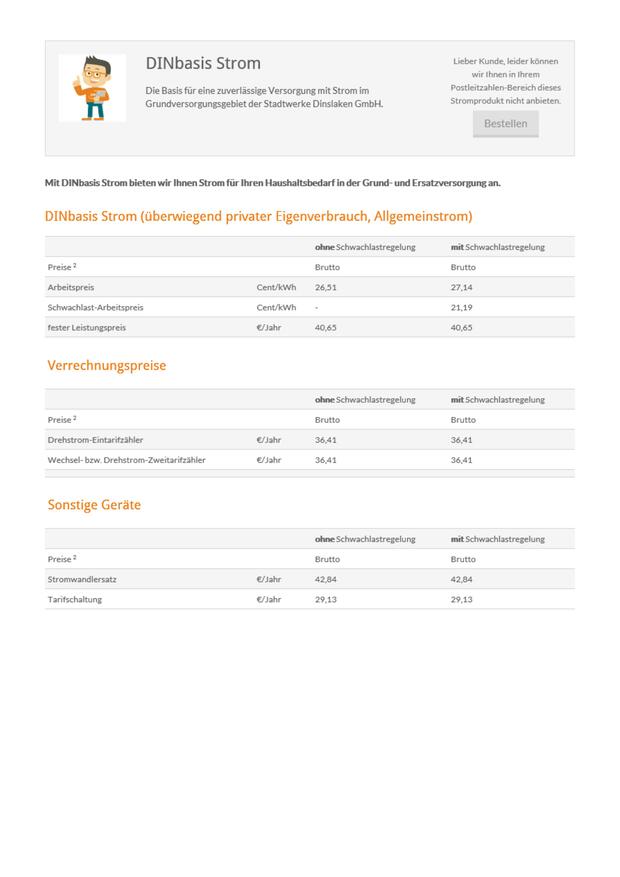 DINbasis Strom
Die Basis für eine zuverlässige Versorgung mit Strom im
Grundversorgungsgebiet der Stadtwerke Dinslaken GmbH.
Lieber Kunde, leider können
wir Ihnen in Ihrem
Postleitzahlen-Bereich dieses
Stromprodukt nicht anbieten.
Bestellen
Mit DINbasis Strom bieten wir Ihnen Strom für Ihren Haushaltsbedarf in der Grund- und Ersatzversorgung an.
DINbasis Strom (überwiegend privater Eigenverbrauch, Allgemeinstrom)
ohne Schwachlastregelung mit Schwachlastregelung
Preise ² Brutto Brutto
Arbeitspreis Cent/kWh 26,51 27,14
Schwachlast-Arbeitspreis Cent/kWh - 21,19
fester Leistungspreis €/Jahr 40,65 40,65
Verrechnungspreise
ohne Schwachlastregelung mit Schwachlastregelung
Preise ² Brutto Brutto
Drehstrom-Eintarifzähler €/Jahr 36,41 36,41
Wechsel- bzw. Drehstrom-Zweitarifzähler €/Jahr 36,41 36,41
Sonstige Geräte
ohne Schwachlastregelung mit Schwachlastregelung
Preise ² Brutto Brutto
Stromwandlersatz €/Jahr 42,84 42,84
Tarifschaltung €/Jahr 29,13 29,13